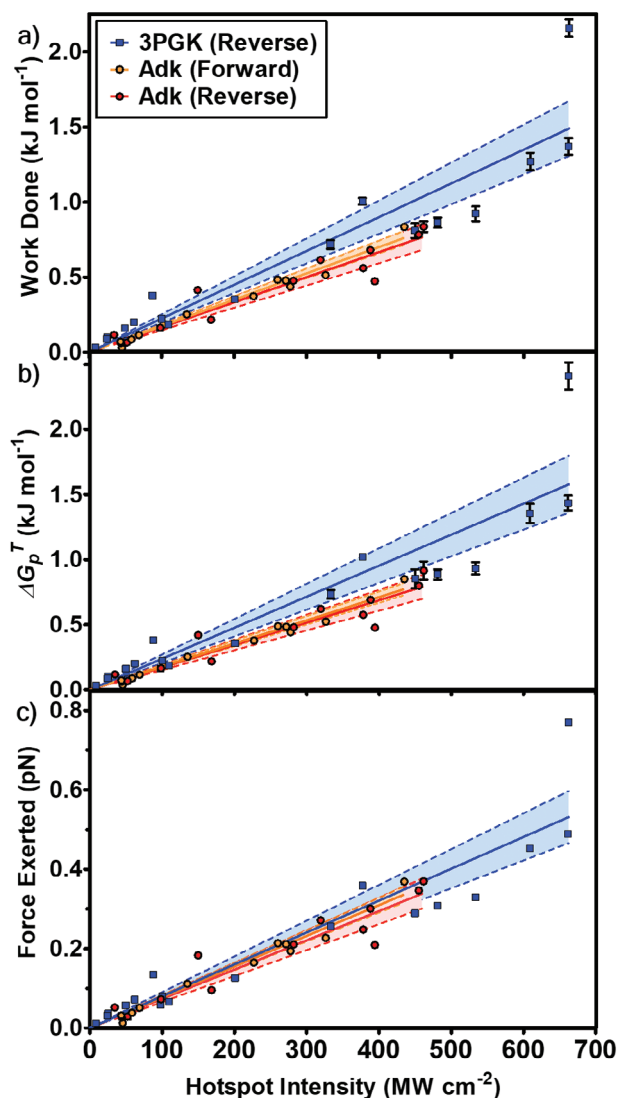 a)
3PGK (Reverse)
Adk (Forward)
Adk (Reverse)
Work Done (kJ mol⁻¹)
2.0
1.5
1.0
0.5
0.0
b)
ΔGₚᵀ (kJ mol⁻¹)
2.0
1.5
1.0
0.5
0.0
c)
Force Exerted (pN)
0.8
0.6
0.4
0.2
0.0
0 100 200 300 400 500 600 700
Hotspot Intensity (MW cm⁻²)